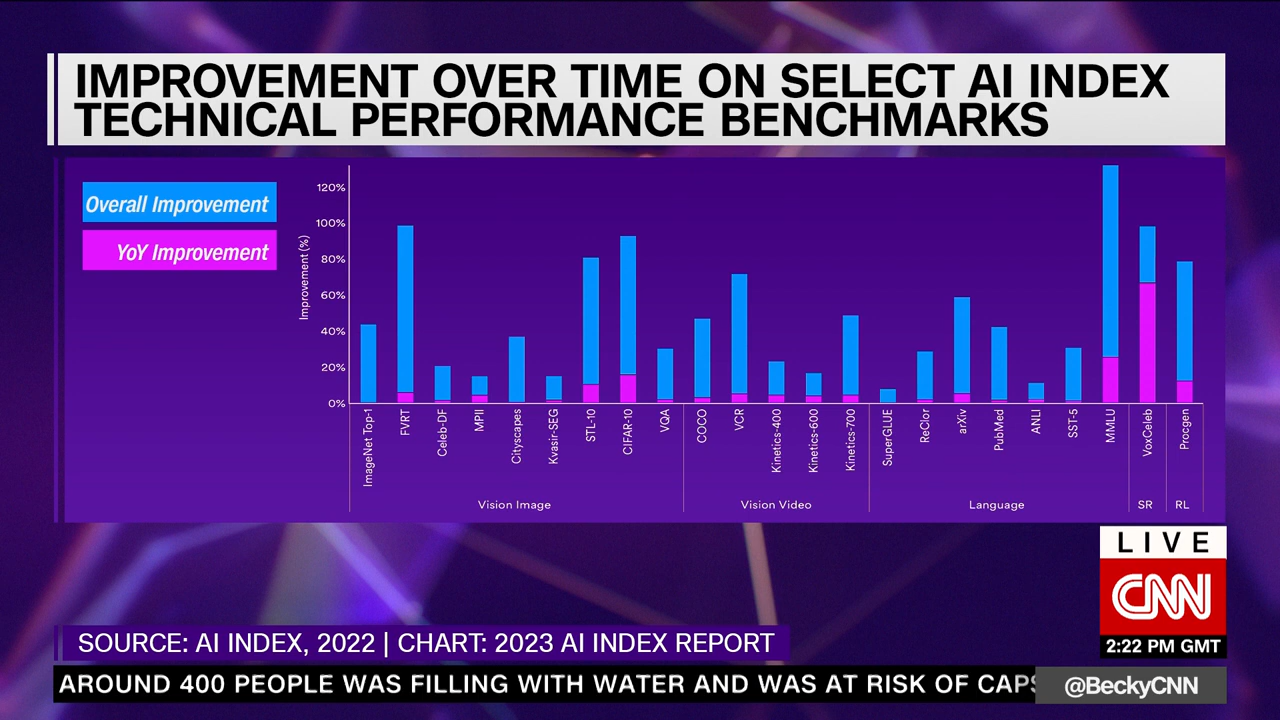 IMPROVEMENT OVER TIME ON SELECT AI INDEX
TECHNICAL PERFORMANCE BENCHMARKS
Overall Improvement
YoY Improvement
Improvement (%)
120%
100%
80%
60%
40%
20%
0%
ImageNet Top-1
FVRT
Celeb-DF
MPII
Cityscapes
Kvasir-SEG
STL-10
CIFAR-10
VQA
COCO
VCR
Kinetics-400
Kinetics-600
Kinetics-700
SuperGLUE
ReClor
arXiv
PubMed
ANLI
SST-5
MMLU
VoxCeleb
Procgen
Vision Image
Vision Video
Language
SR
RL
LIVE
CNN
2:22 PM GMT
SOURCE: AI INDEX, 2022 | CHART: 2023 AI INDEX REPORT
AROUND 400 PEOPLE WAS FILLING WITH WATER AND WAS AT RISK OF CAPS
@BeckyCNN